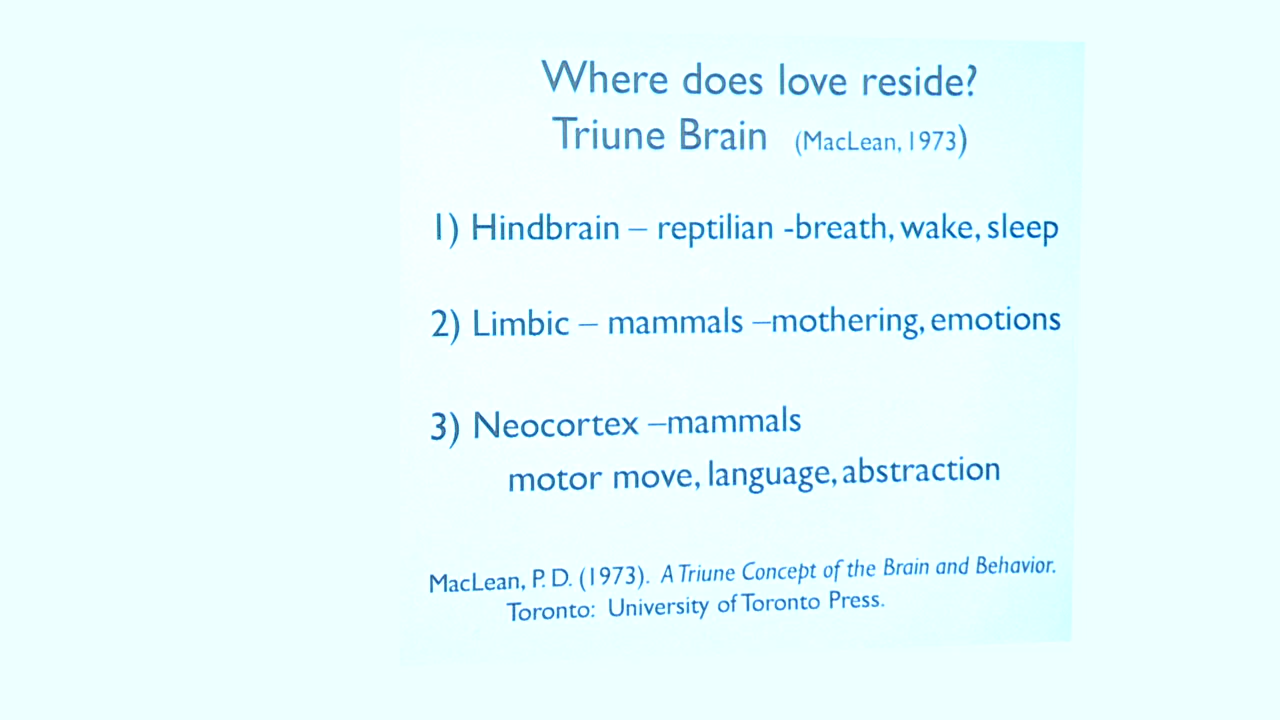 Where does love reside?
Triune Brain (MacLean, 1973)
1) Hindbrain – reptilian -breath, wake, sleep
2) Limbic – mammals –mothering, emotions
3) Neocortex –mammals
motor move, language, abstraction
MacLean, P. D. (1973). A Triune Concept of the Brain and Behavior.
Toronto: University of Toronto Press.